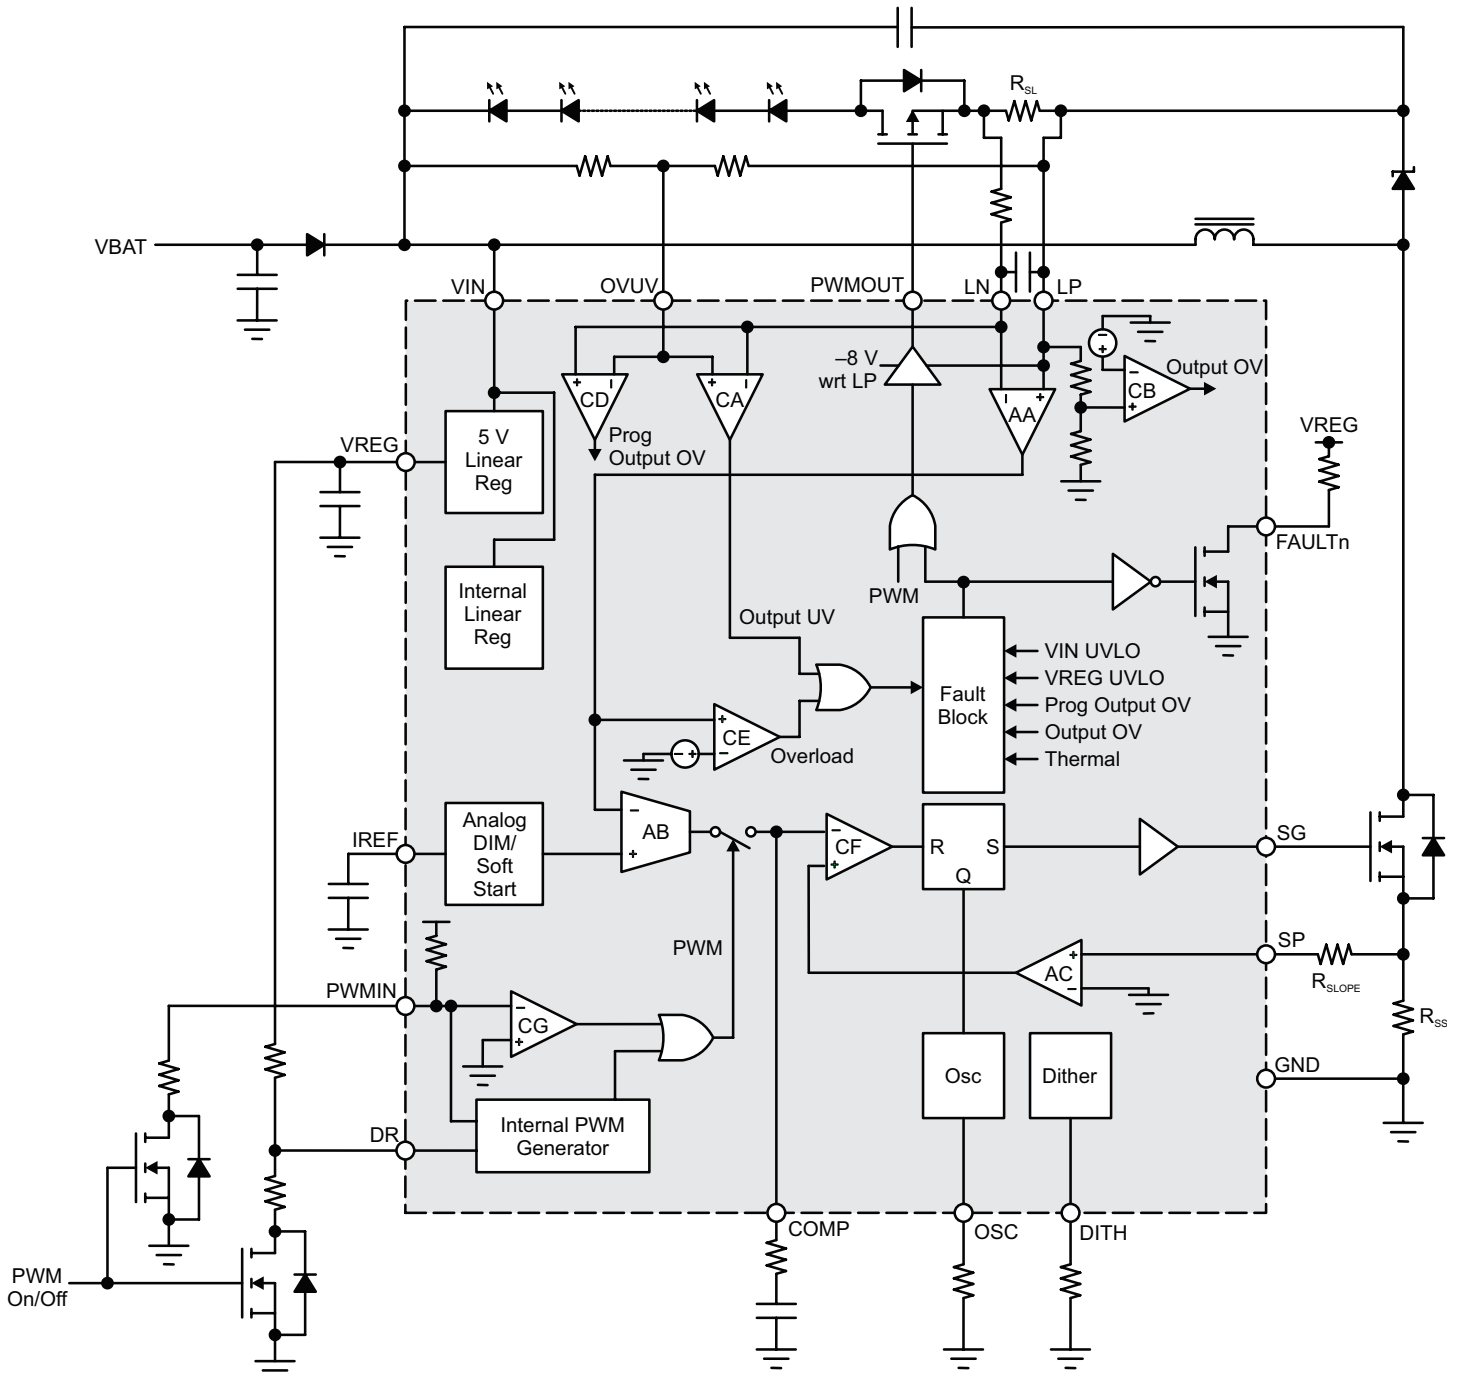 R_SL
VBAT
VIN
OVUV
PWMOUT
LN
LP
–8 V
wrt LP
Output OV
CD
CA
AA
CB
Prog
Output OV
VREG
5 V
Linear
Reg
VREG
FAULTn
Internal
Linear
Reg
PWM
Output UV
Fault
Block
VIN UVLO
VREG UVLO
Prog Output OV
Output OV
Thermal
CE
Overload
IREF
Analog
DIM/
Soft
Start
AB
CF
R
S
Q
SG
PWM
AC
SP
R_SLOPE
R_SS
PWMIN
CG
GND
Osc
Dither
DR
Internal PWM
Generator
COMP
OSC
DITH
PWM
On/Off